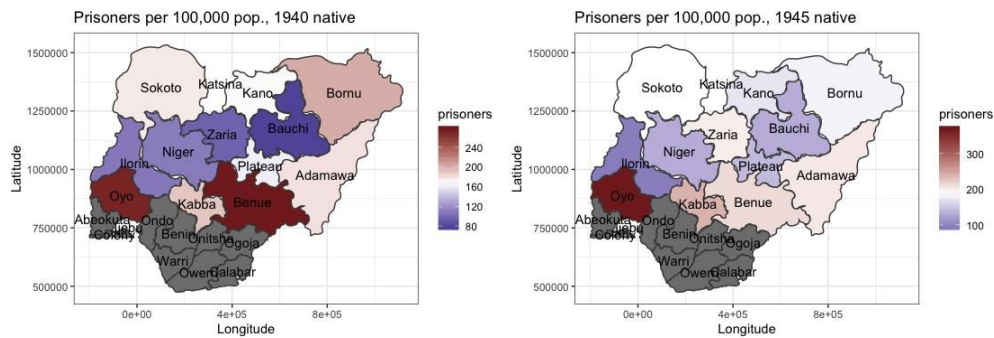 Prisoners per 100,000 pop., 1940 native
1500000
1250000
1000000
750000
500000
Latitude
Sokoto
Katsina
Kano
Bornu
Zaria
Bauchi
Niger
Ilorin
Plateau
Adamawa
Oyo
Kabba
Benue
Abeokuta
Ijebu
Colony
Ondo
Benin
Onitsha
Ogoja
Warri
Owerri
Calabar
0e+00 4e+05 8e+05
Longitude
prisoners
240
200
160
120
80
Prisoners per 100,000 pop., 1945 native
1500000
1250000
1000000
750000
500000
Latitude
Sokoto
Katsina
Kano
Bornu
Zaria
Bauchi
Niger
Ilorin
Plateau
Adamawa
Oyo
Kabba
Benue
Abeokuta
Ijebu
Colony
Ondo
Benin
Onitsha
Ogoja
Warri
Owerri
Calabar
0e+00 4e+05 8e+05
Longitude
prisoners
300
200
100